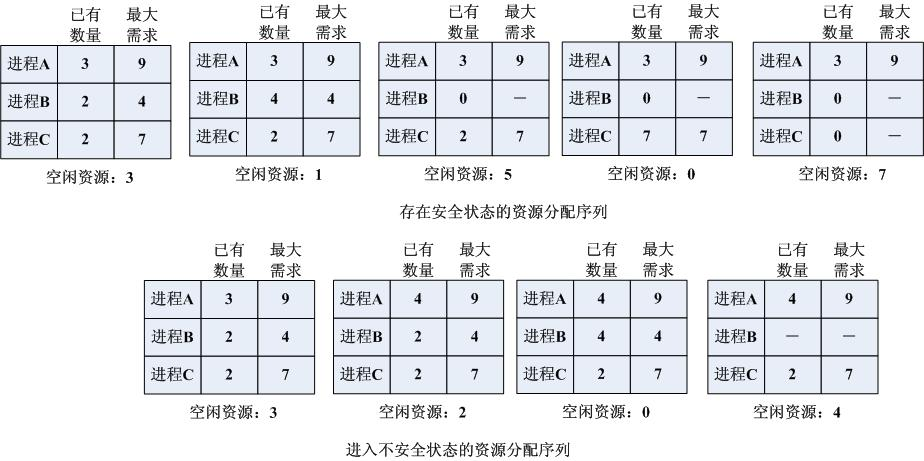 已有 最大 已有 最大 已有 最大 已有 最大 已有 最大
数量 需求 数量 需求 数量 需求 数量 需求 数量 需求
进程A 3 9 进程A 3 9 进程A 3 9 进程A 3 9 进程A 3 9
进程B 2 4 进程B 4 4 进程B 0 － 进程B 0 － 进程B 0 －
进程C 2 7 进程C 2 7 进程C 2 7 进程C 7 7 进程C 0 －
空闲资源：3 空闲资源：1 空闲资源：5 空闲资源：0 空闲资源：7
存在安全状态的资源分配序列
已有 最大 已有 最大 已有 最大 已有 最大
数量 需求 数量 需求 数量 需求 数量 需求
进程A 3 9 进程A 4 9 进程A 4 9 进程A 4 9
进程B 2 4 进程B 2 4 进程B 4 4 进程B － －
进程C 2 7 进程C 2 7 进程C 2 7 进程C 2 7
空闲资源：3 空闲资源：2 空闲资源：0 空闲资源：4
进入不安全状态的资源分配序列